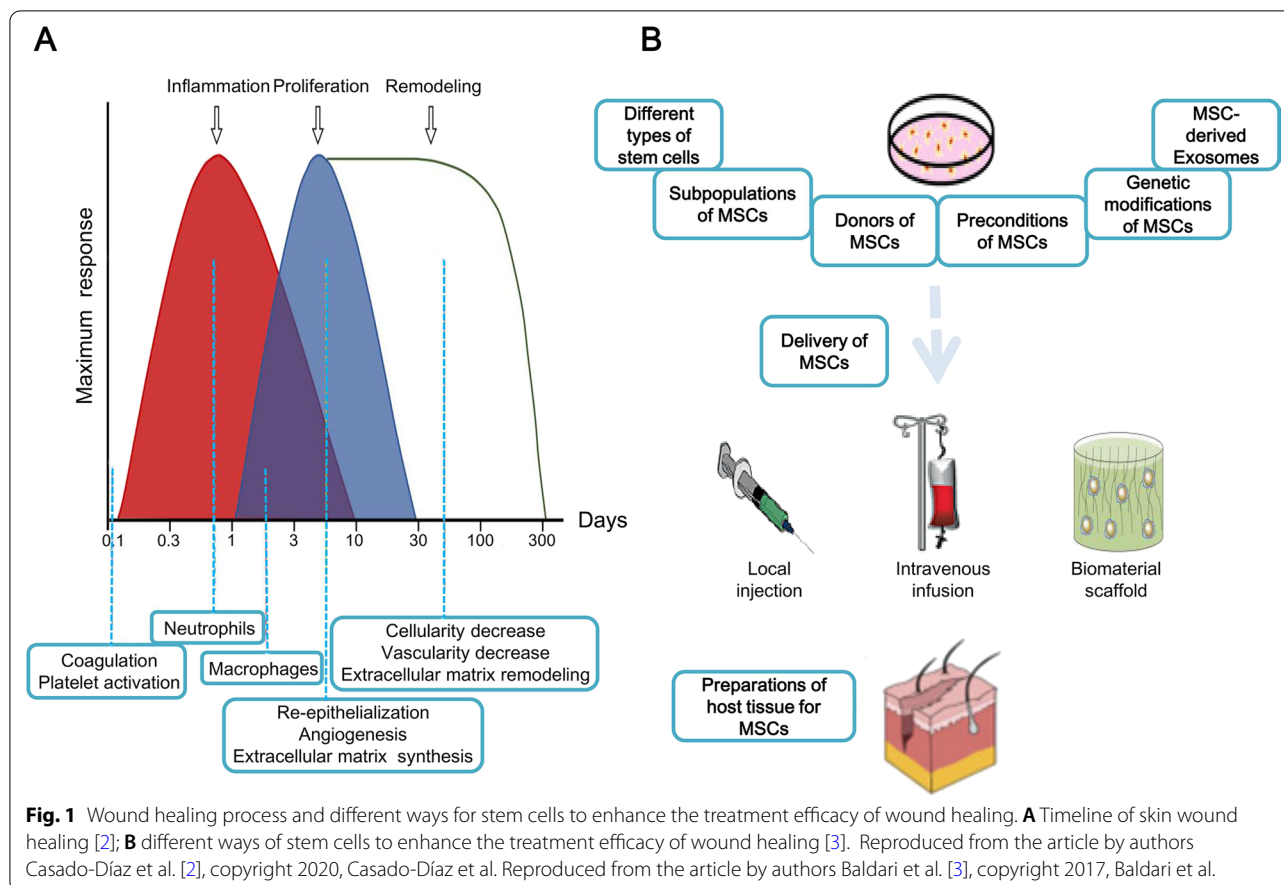 A
Inflammation Proliferation Remodeling
Maximum response
0.1 0.3 1 3 10 30 100 300 Days
Neutrophils
Coagulation
Platelet activation
Macrophages
Cellularity decrease
Vascularity decrease
Extracellular matrix remodeling
Re-epithelialization
Angiogenesis
Extracellular matrix synthesis
B
Different
types of
stem cells
Subpopulations
of MSCs
Donors of
MSCs
Preconditions
of MSCs
Genetic
modifications
of MSCs
MSC-
derived
Exosomes
Delivery of
MSCs
Local
injection
Intravenous
infusion
Biomaterial
scaffold
Preparations of
host tissue for
MSCs
Fig. 1 Wound healing process and different ways for stem cells to enhance the treatment efficacy of wound healing. A Timeline of skin wound
healing [2]; B different ways of stem cells to enhance the treatment efficacy of wound healing [3]. Reproduced from the article by authors
Casado-Díaz et al. [2], copyright 2020, Casado-Díaz et al. Reproduced from the article by authors Baldari et al. [3], copyright 2017, Baldari et al.